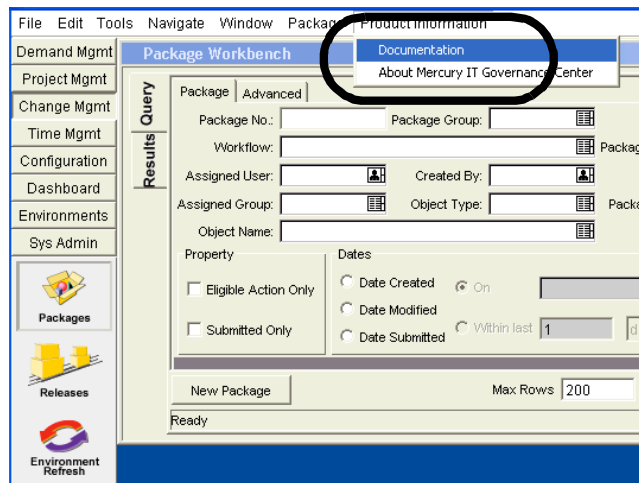 File Edit Tools Navigate Window Package Product Information
Documentation
About Mercury IT Governance Center
Demand Mgmt
Project Mgmt
Change Mgmt
Time Mgmt
Configuration
Dashboard
Environments
Sys Admin
Packages
Releases
Environment
Refresh
Package Workbench
Query
Results
Package Advanced
Package No.: Package Group:
Workflow: Packag
Assigned User: Created By:
Assigned Group: Object Type: Packa
Object Name:
Property Dates
Eligible Action Only
Submitted Only
Date Created On
Date Modified
Date Submitted Within last 1 d
New Package Max Rows 200
Ready